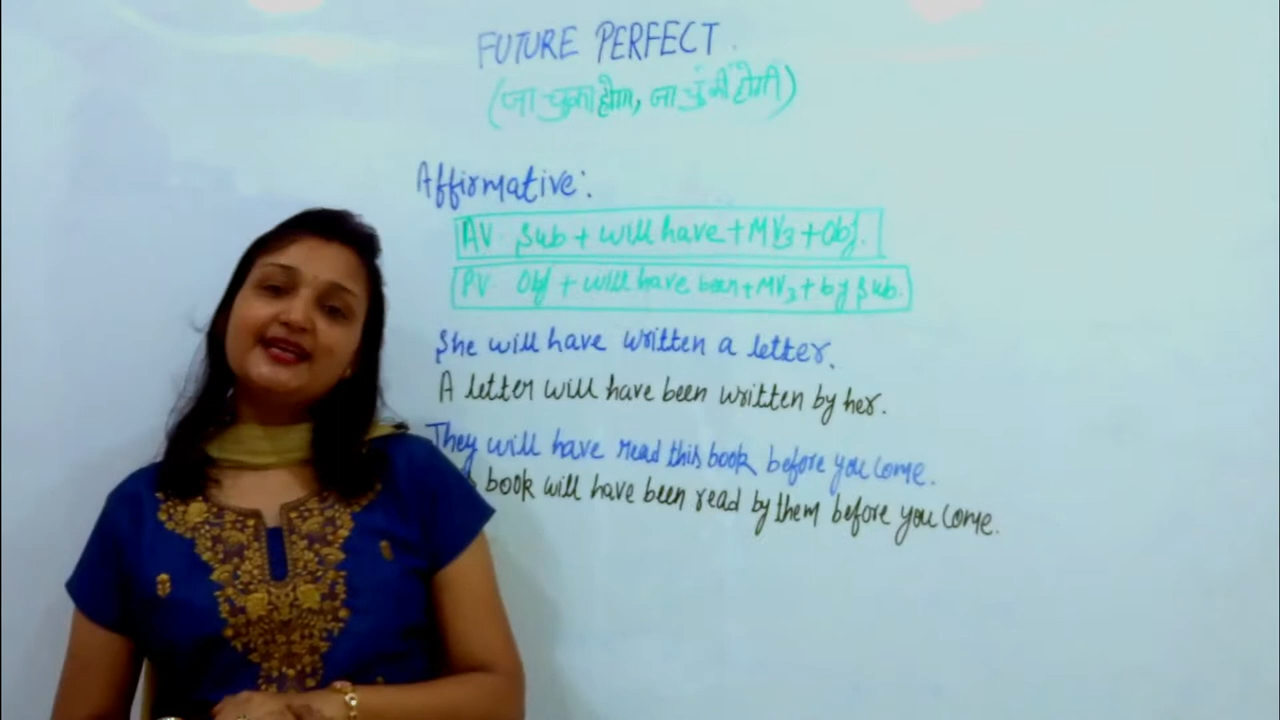 FUTURE PERFECT.
(जा चुका होगा, जा चुकी होगी)
Affirmative:
AV Sub + will have + MV3 + Obj.
PV Obj + will have been + MV3 + by sub.
She will have written a letter.
A letter will have been written by her.
They will have read this book before you come.
book will have been read by them before you come.